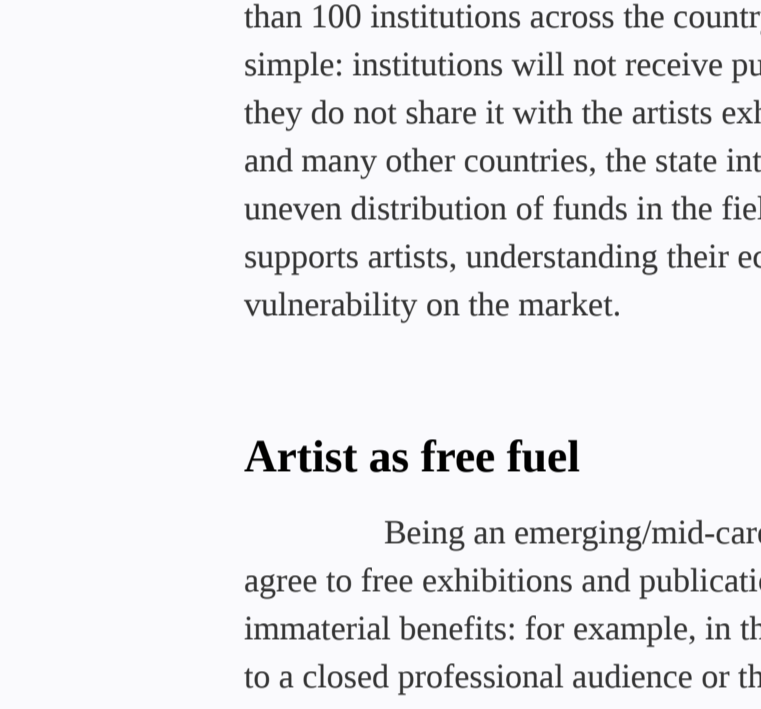 than 100 institutions across the countr
simple: institutions will not receive pu
they do not share it with the artists exh
and many other countries, the state int
uneven distribution of funds in the fiel
supports artists, understanding their ec
vulnerability on the market.
Artist as free fuel
Being an emerging/mid-care
agree to free exhibitions and publicatio
immaterial benefits: for example, in th
to a closed professional audience or th